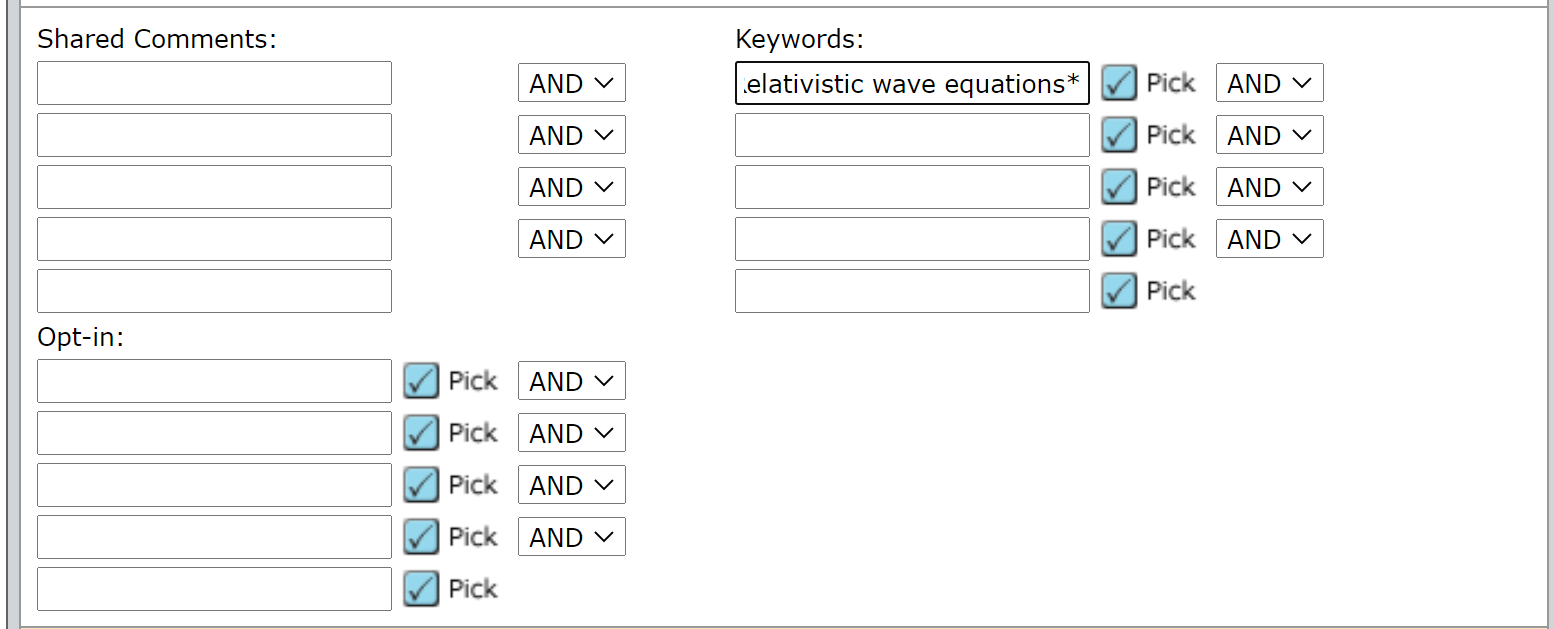 Shared Comments: Keywords:
AND elativistic wave equations* Pick AND
AND Pick AND
AND Pick AND
AND Pick AND
Pick
Opt-in:
Pick AND
Pick AND
Pick AND
Pick AND
Pick